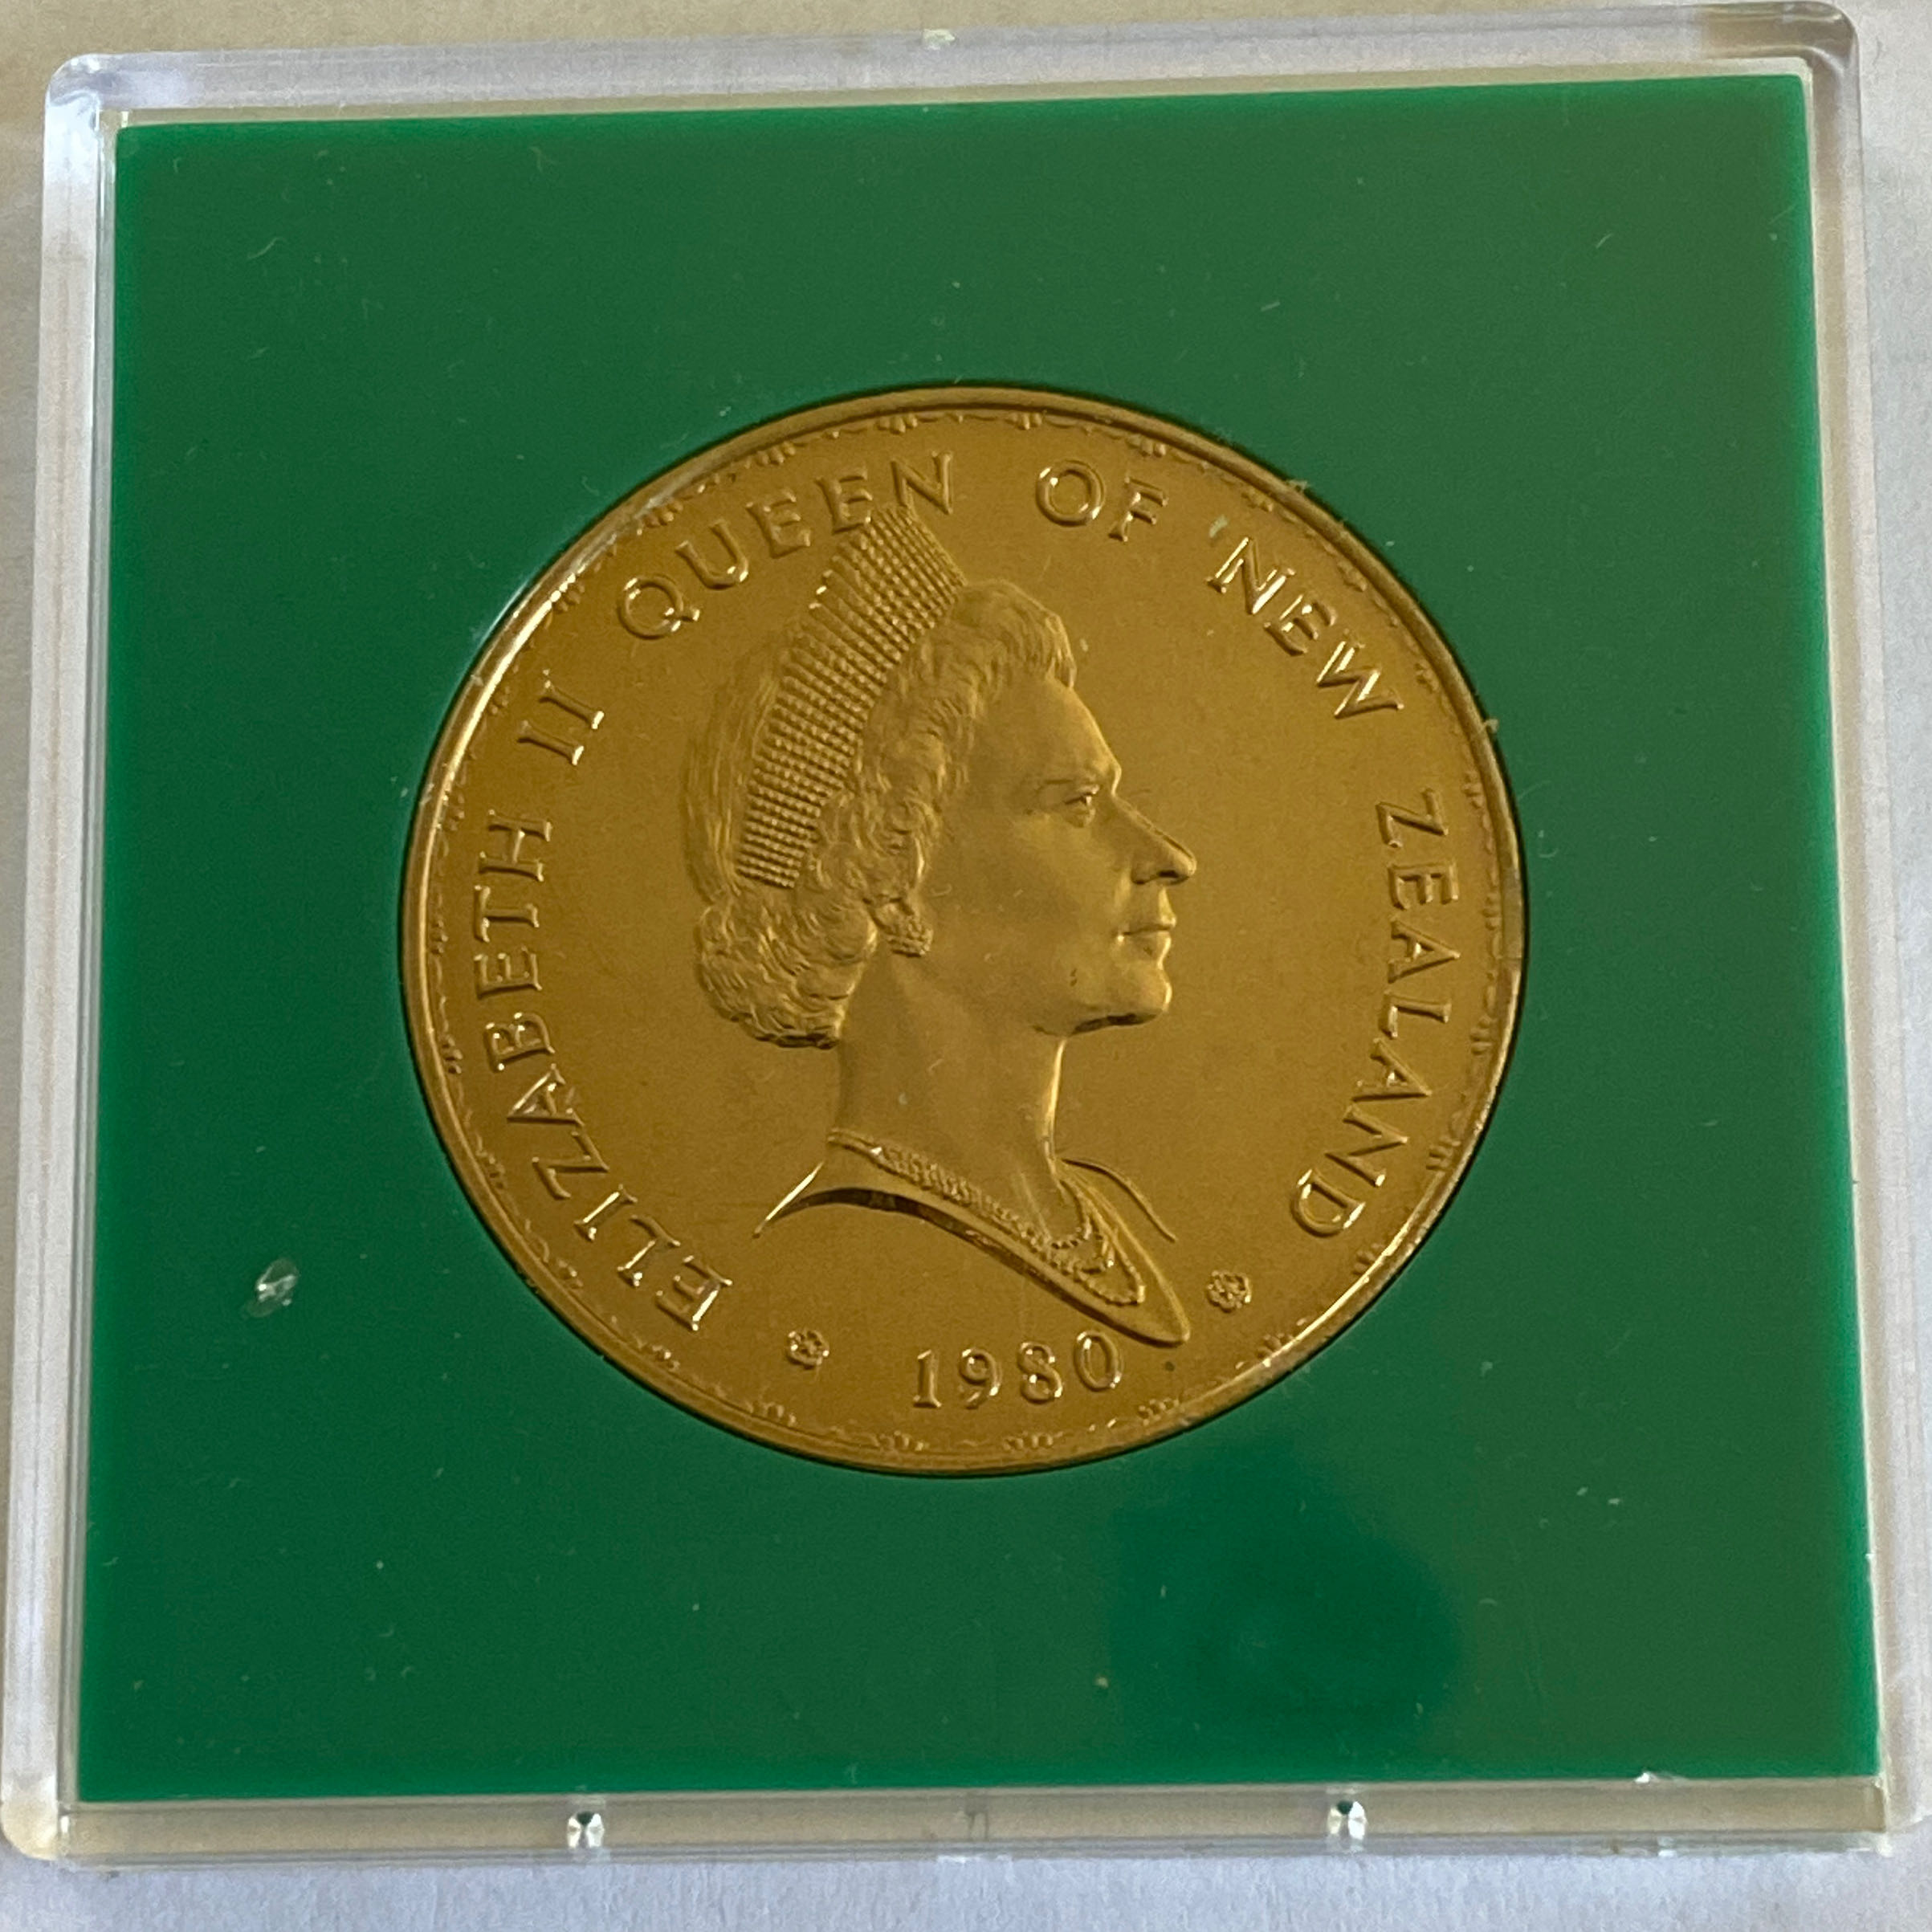 ELIZABETH II QUEEN OF NEW ZEALAND
1980